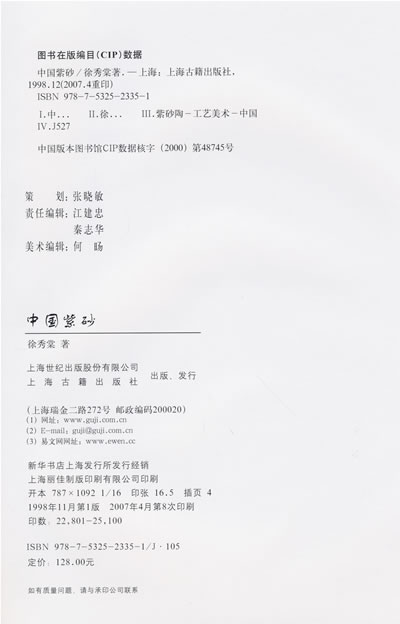 图书在版编目(CIP)数据
中国紫砂/徐秀棠著.—上海：上海古籍出版社，
1998.12(2007.4重印)
ISBN 978-7-5325-2335-1
Ⅰ.中... Ⅱ.徐... Ⅲ.紫砂陶－工艺美术－中国
Ⅳ.J527
中国版本图书馆CIP数据核字（2000）第48745号
策 划：张晓敏
责任编辑：江建忠
秦志华
美术编辑：何 旸
中国紫砂
徐秀棠 著
上海世纪出版股份有限公司
上海古籍出版社 出版、发行
(上海瑞金二路272号 邮政编码200020)
(1) 网址：www.guji.com.cn
(2) E-mail：guji@guji.com.cn
(3) 易文网网址：www.ewen.cc
新华书店上海发行所发行经销
上海丽佳制版印刷有限公司印刷
开本 787×1092 1/16 印张 16.5 插页 4
1998年11月第1版 2007年4月第8次印刷
印数：22,801-25,100
ISBN 978-7-5325-2335-1/J·105
定价：128.00元
如有质量问题，请与承印公司联系